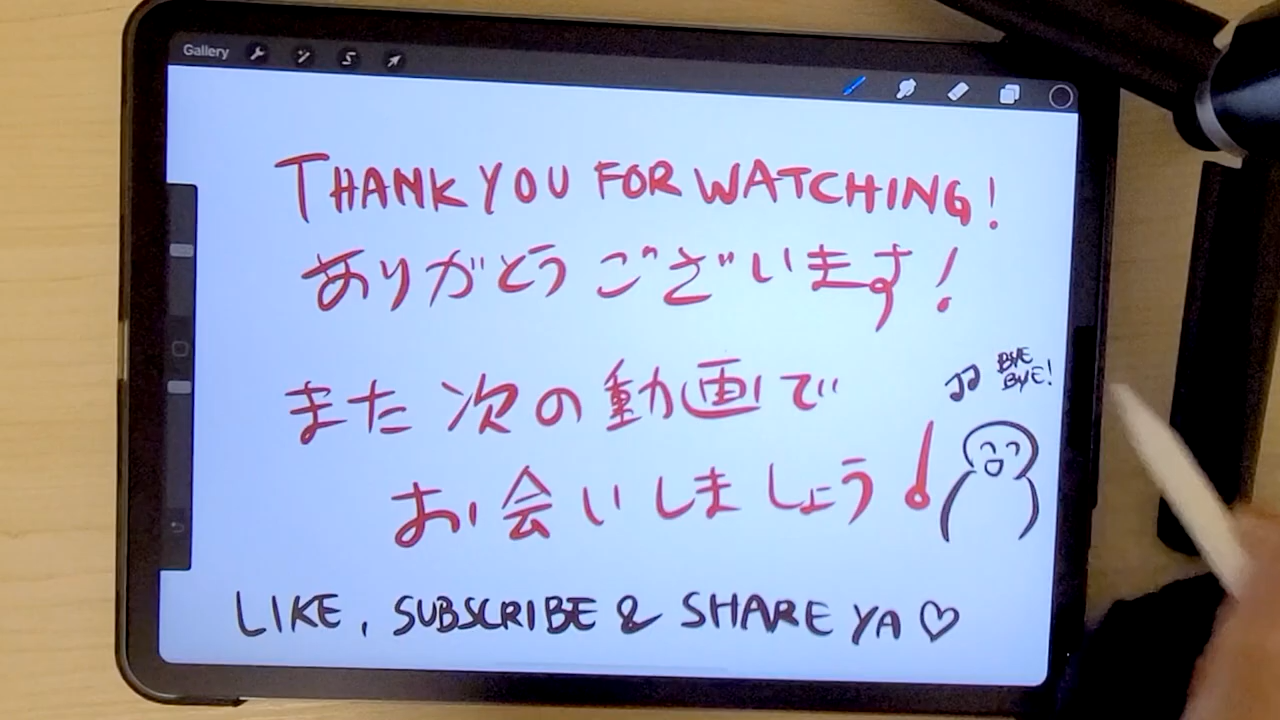 Gallery
THANK YOU FOR WATCHING!
ありがとうございます!
また次の動画で
お会いしましょう!
BYE
BYE!
LIKE, SUBSCRIBE & SHARE YA ♡